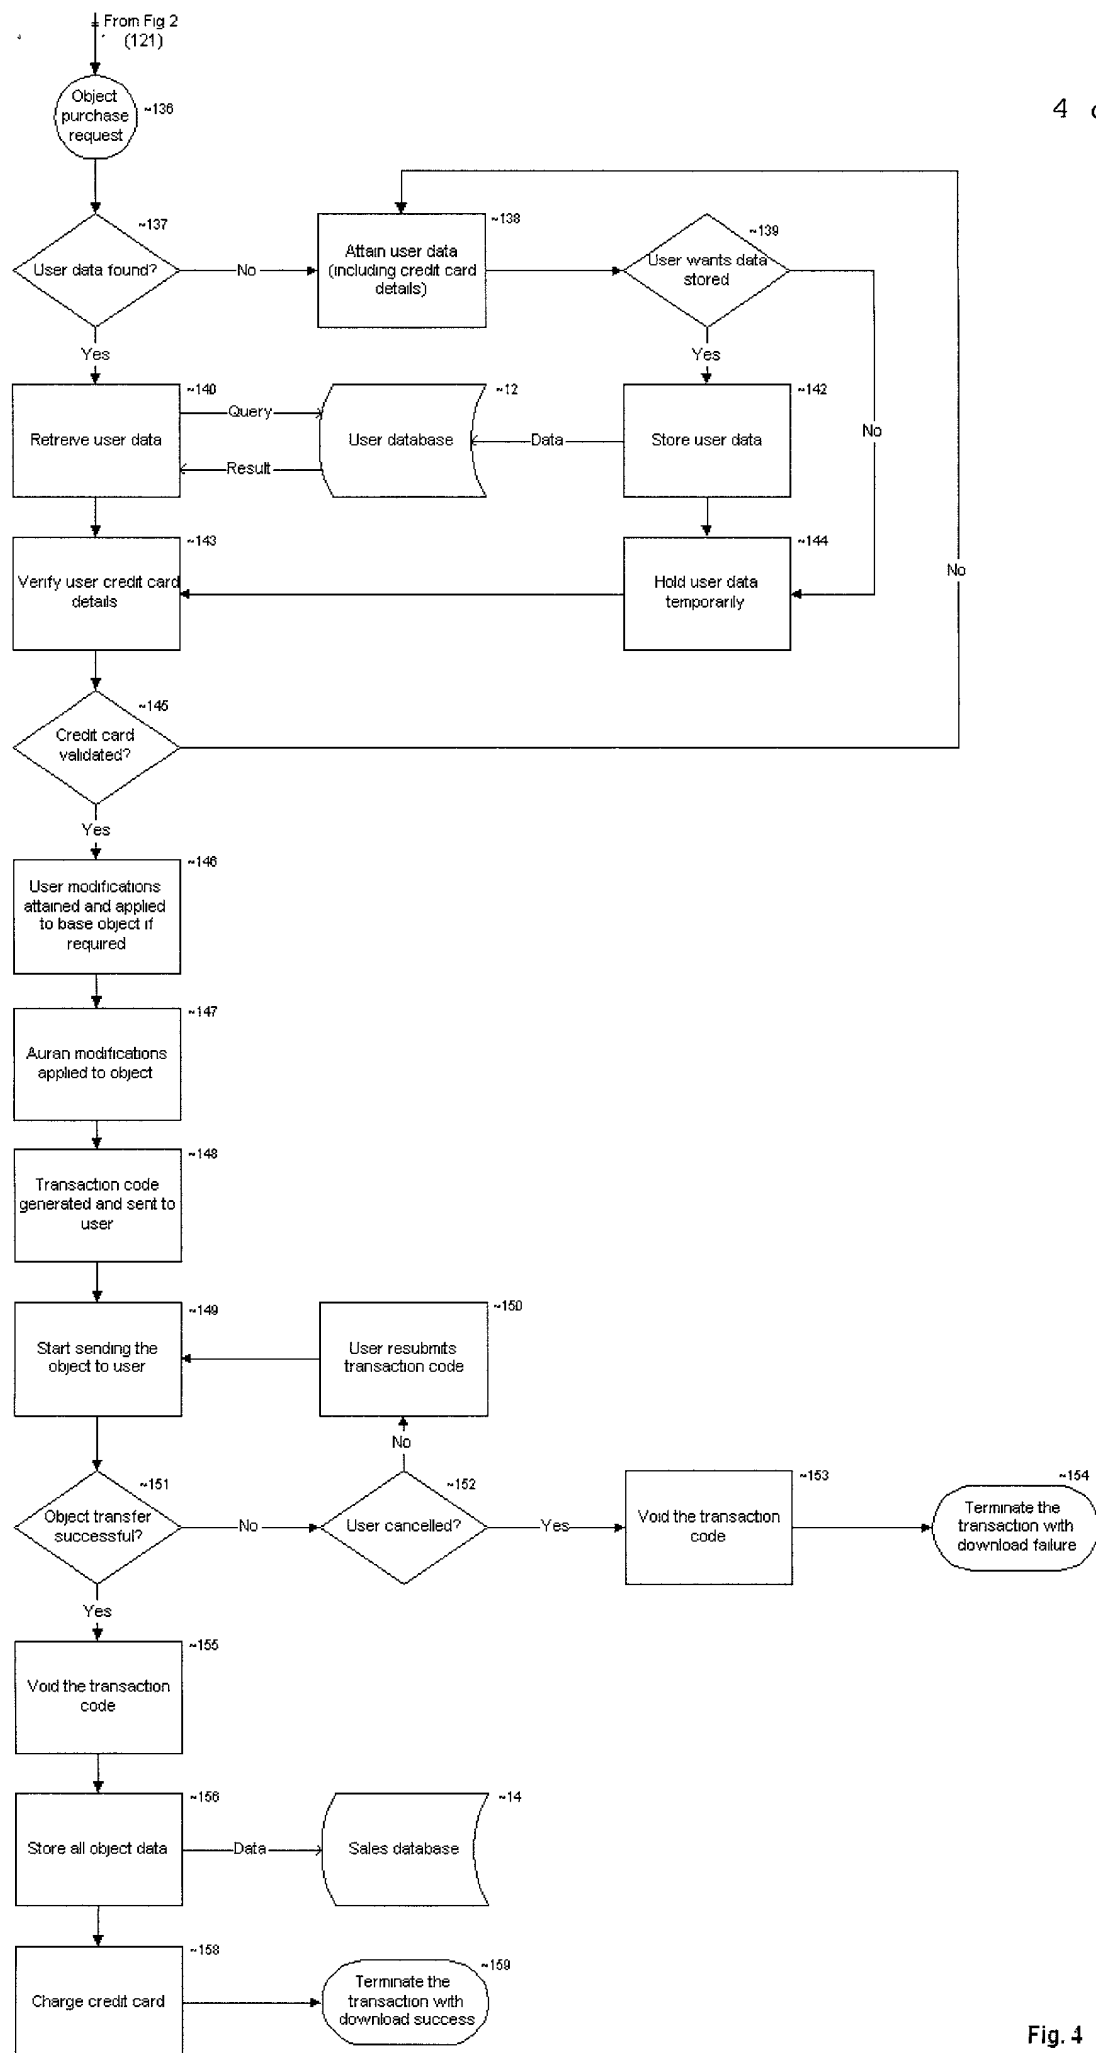 From Fig 2
(121)
Object
purchase
request
~136
4
~137
User data found?
No
~138
Attain user data
(including credit card
details)
~139
User wants data
stored
Yes
Yes
No
~140
Retreive user data
Query
Result
~12
User database
Data
~142
Store user data
~143
Verify user credit card
details
~144
Hold user data
temporarily
No
~145
Credit card
validated?
Yes
~146
User modifications
attained and applied
to base object if
required
~147
Auran modifications
applied to object
~148
Transaction code
generated and sent to
user
~149
Start sending the
object to user
~150
User resubmits
transaction code
No
~151
Object transfer
successful?
No
~152
User cancelled?
Yes
~153
Void the transaction
code
~154
Terminate the
transaction with
download failure
Yes
~155
Void the transaction
code
~156
Store all object data
Data
~14
Sales database
~158
Charge credit card
~159
Terminate the
transaction with
download success
Fig. 4